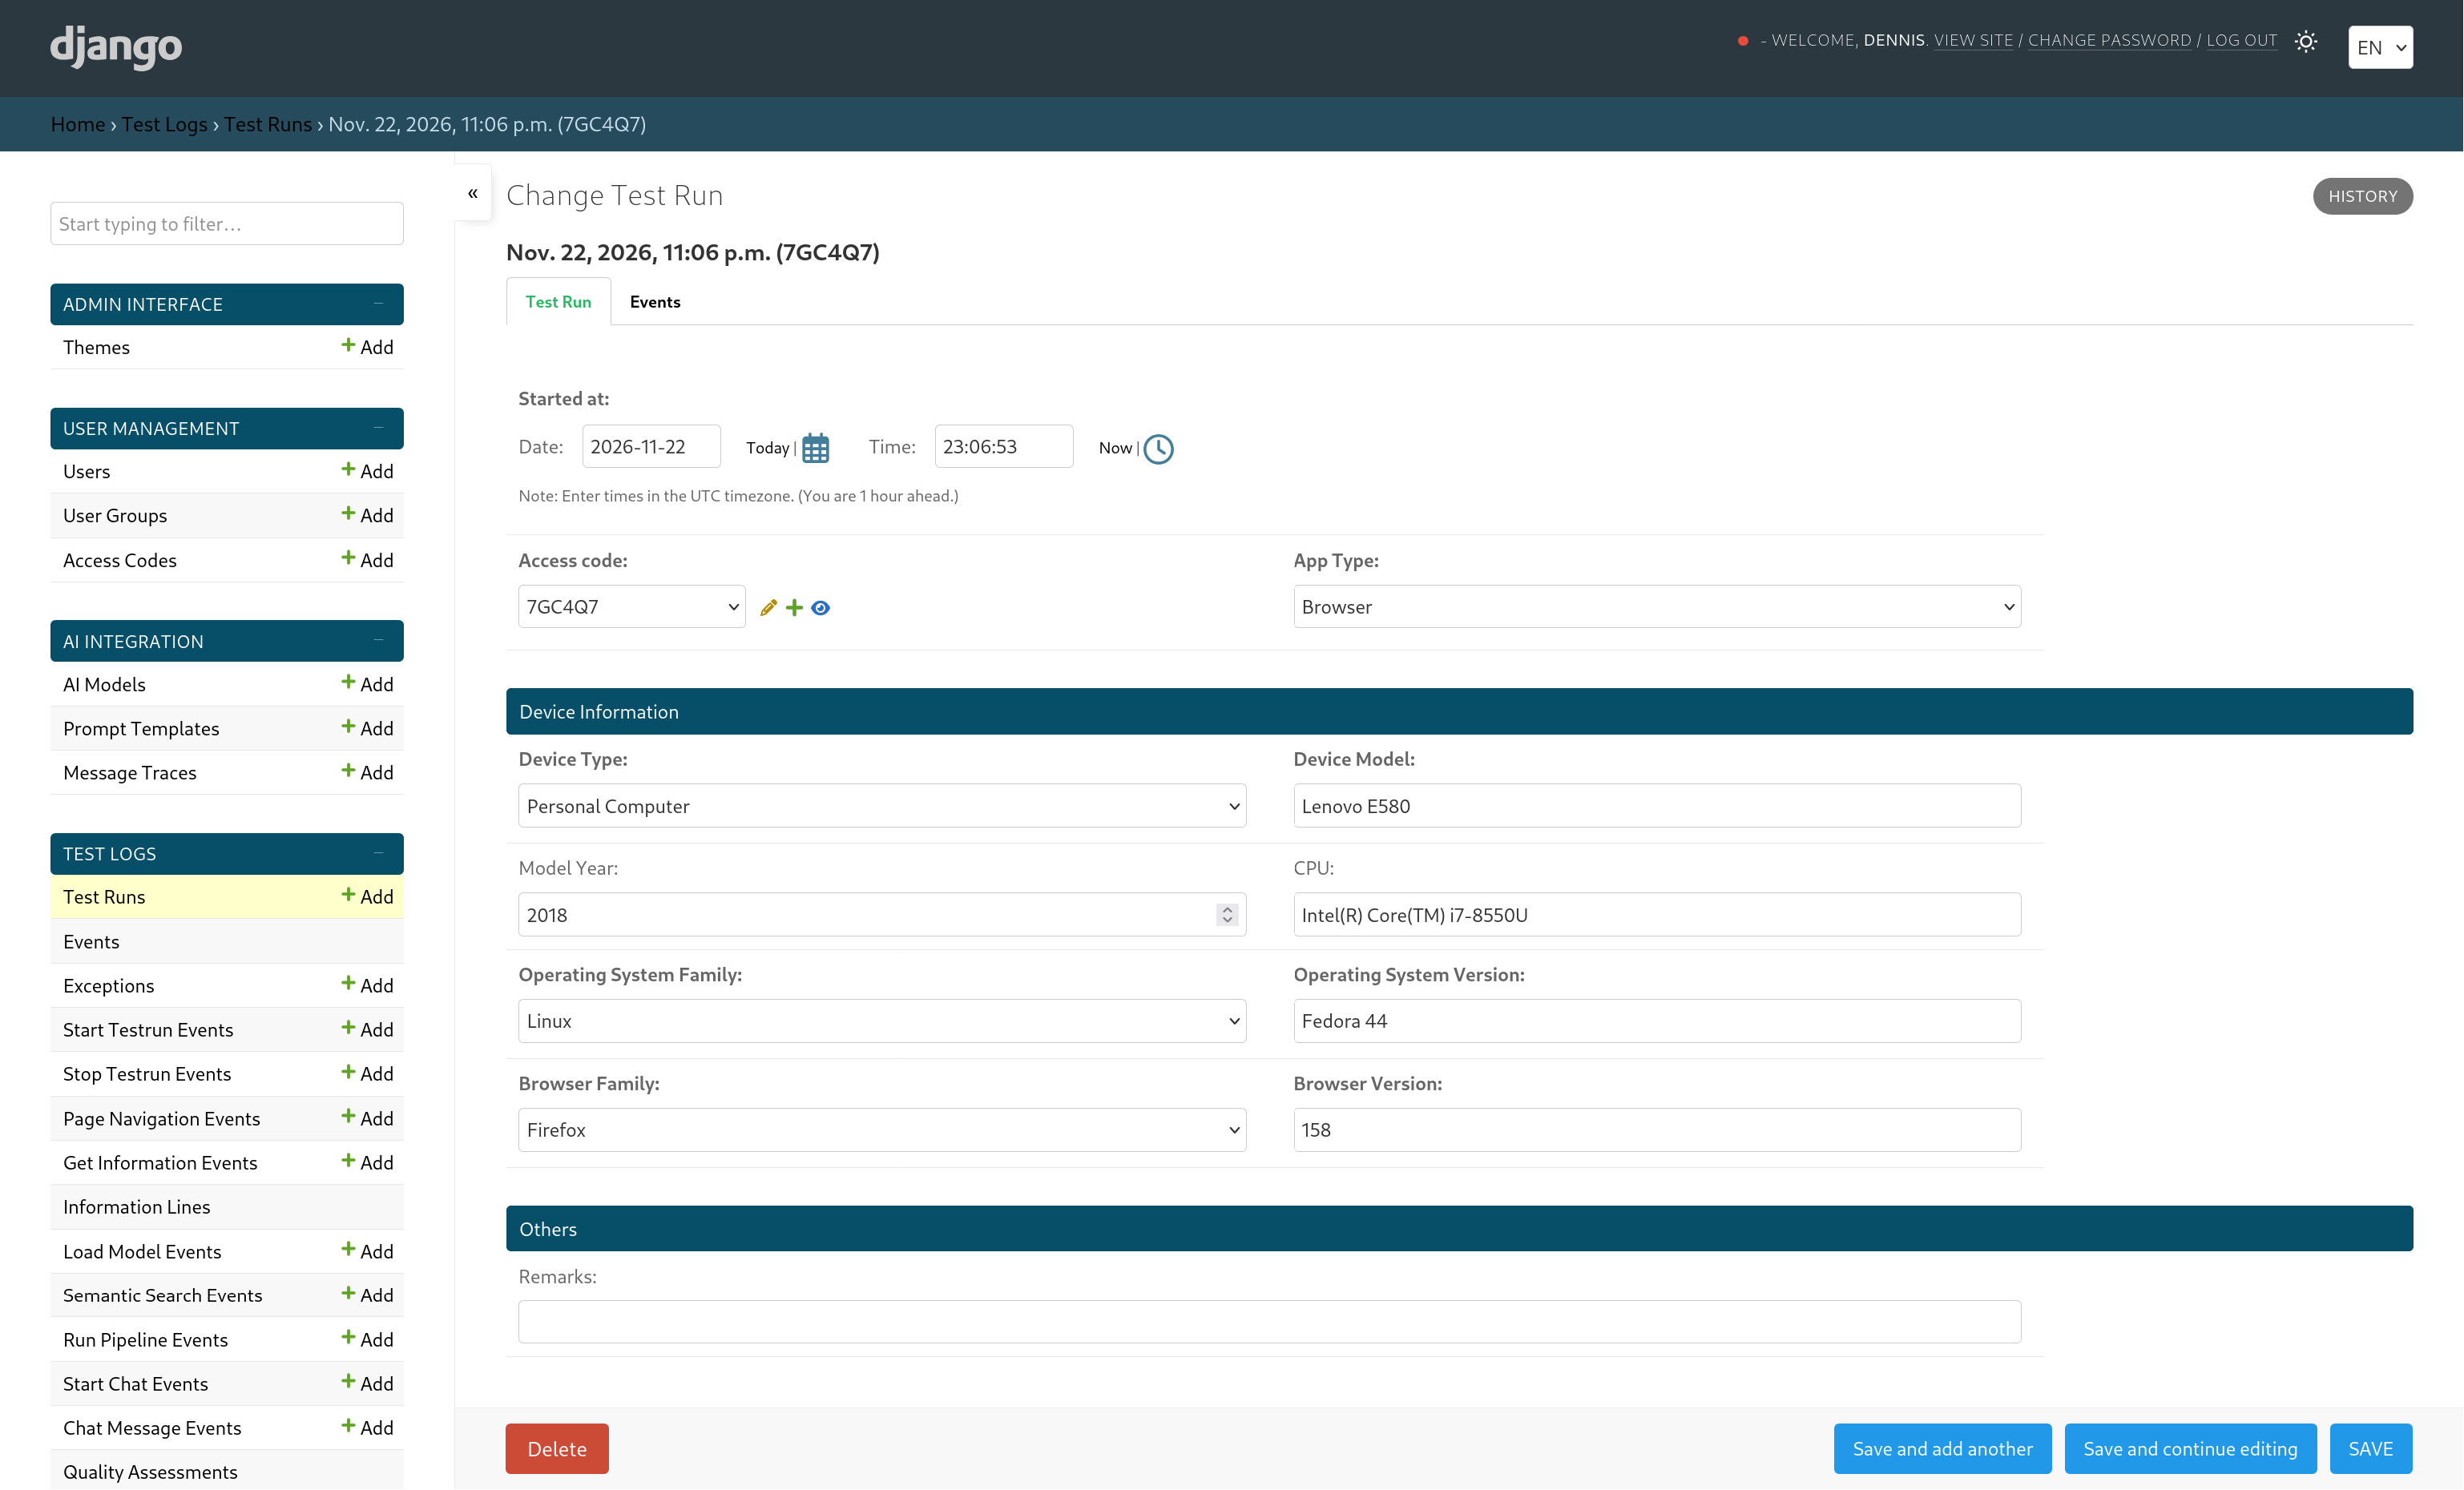 django
- WELCOME, DENNIS. VIEW SITE / CHANGE PASSWORD / LOG OUT
EN
Home › Test Logs › Test Runs › Nov. 22, 2026, 11:06 p.m. (7GC4Q7)
Start typing to filter...
ADMIN INTERFACE
Themes + Add
USER MANAGEMENT
Users + Add
User Groups + Add
Access Codes + Add
AI INTEGRATION
AI Models + Add
Prompt Templates + Add
Message Traces + Add
TEST LOGS
Test Runs + Add
Events
Exceptions + Add
Start Testrun Events + Add
Stop Testrun Events + Add
Page Navigation Events + Add
Get Information Events + Add
Information Lines
Load Model Events + Add
Semantic Search Events + Add
Run Pipeline Events + Add
Start Chat Events + Add
Chat Message Events + Add
Quality Assessments
«
Change Test Run
HISTORY
Nov. 22, 2026, 11:06 p.m. (7GC4Q7)
Test Run Events
Started at:
Date: 2026-11-22 Today | Time: 23:06:53 Now |
Note: Enter times in the UTC timezone. (You are 1 hour ahead.)
Access code: App Type:
7GC4Q7 Browser
Device Information
Device Type: Device Model:
Personal Computer Lenovo E580
Model Year: CPU:
2018 Intel(R) Core(TM) i7-8550U
Operating System Family: Operating System Version:
Linux Fedora 44
Browser Family: Browser Version:
Firefox 158
Others
Remarks:
Delete Save and add another Save and continue editing SAVE